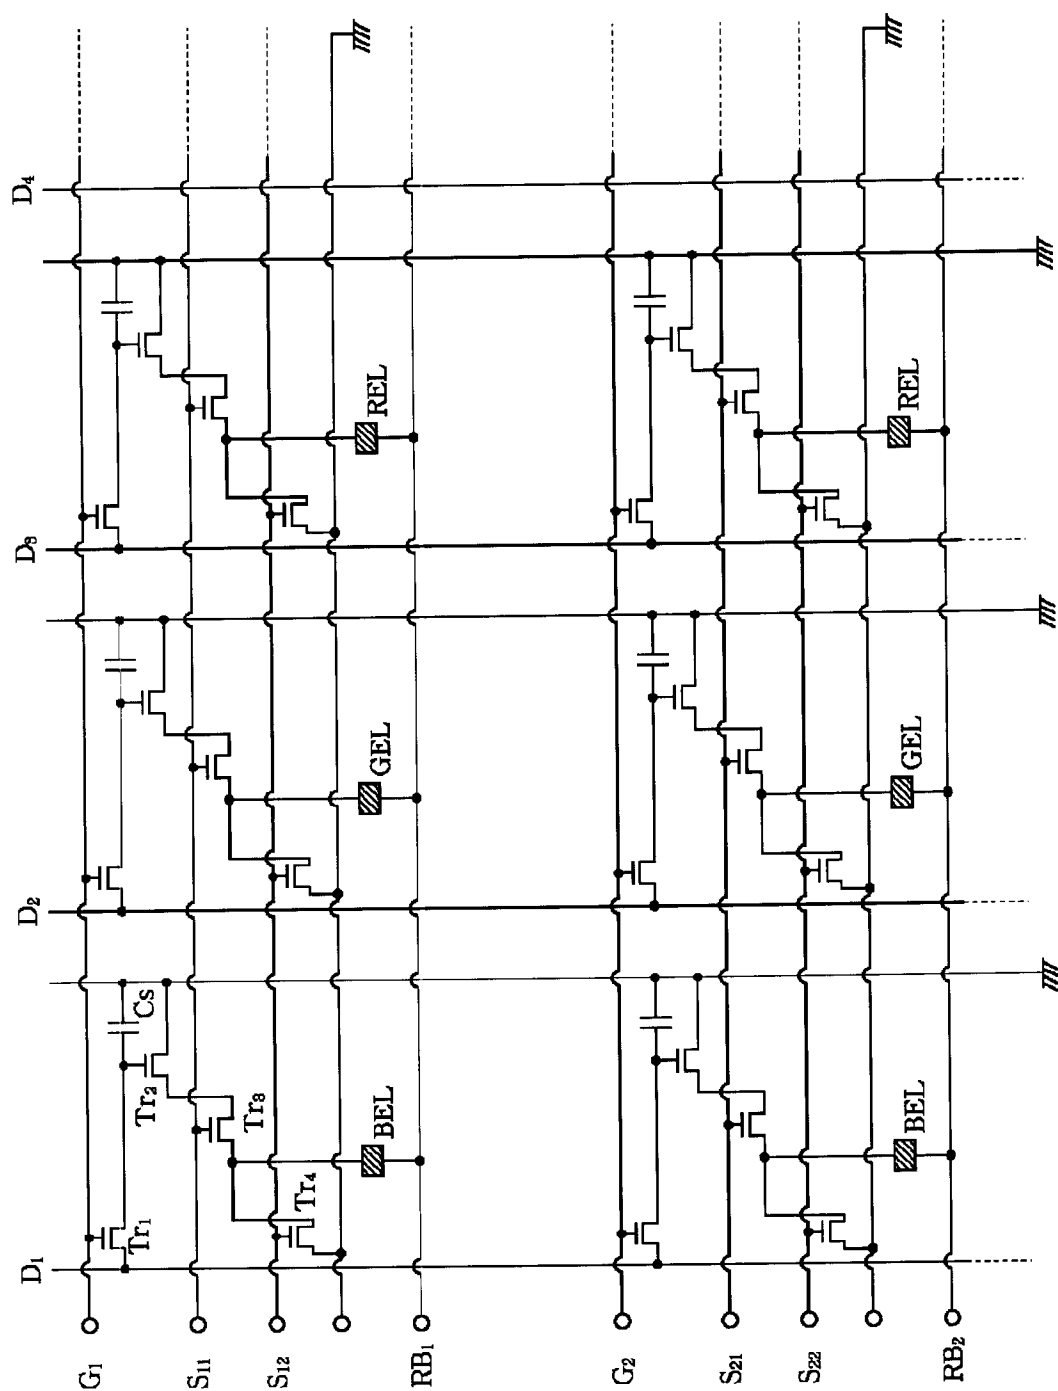 D₁
D₂
D₃
D₄
G₁
Tr₁
Tr₂
Cs
S₁₁
Tr₃
S₁₂
Tr₄
BEL
GEL
REL
RB₁
G₂
S₂₁
S₂₂
BEL
GEL
REL
RB₂